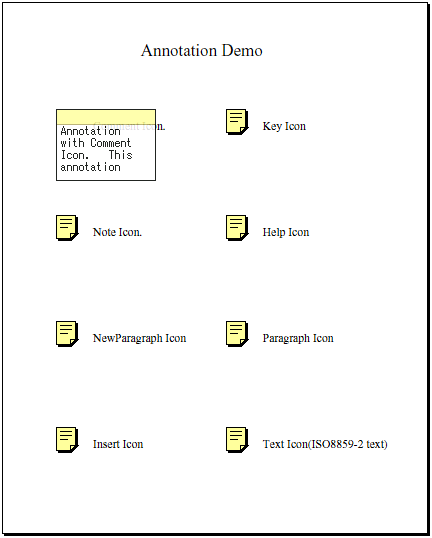 Annotation Demo
Comment Icon.
Key Icon
Annotation
with Comment
Icon. This
annotation
Note Icon.
Help Icon
NewParagraph Icon
Paragraph Icon
Insert Icon
Text Icon(ISO8859-2 text)